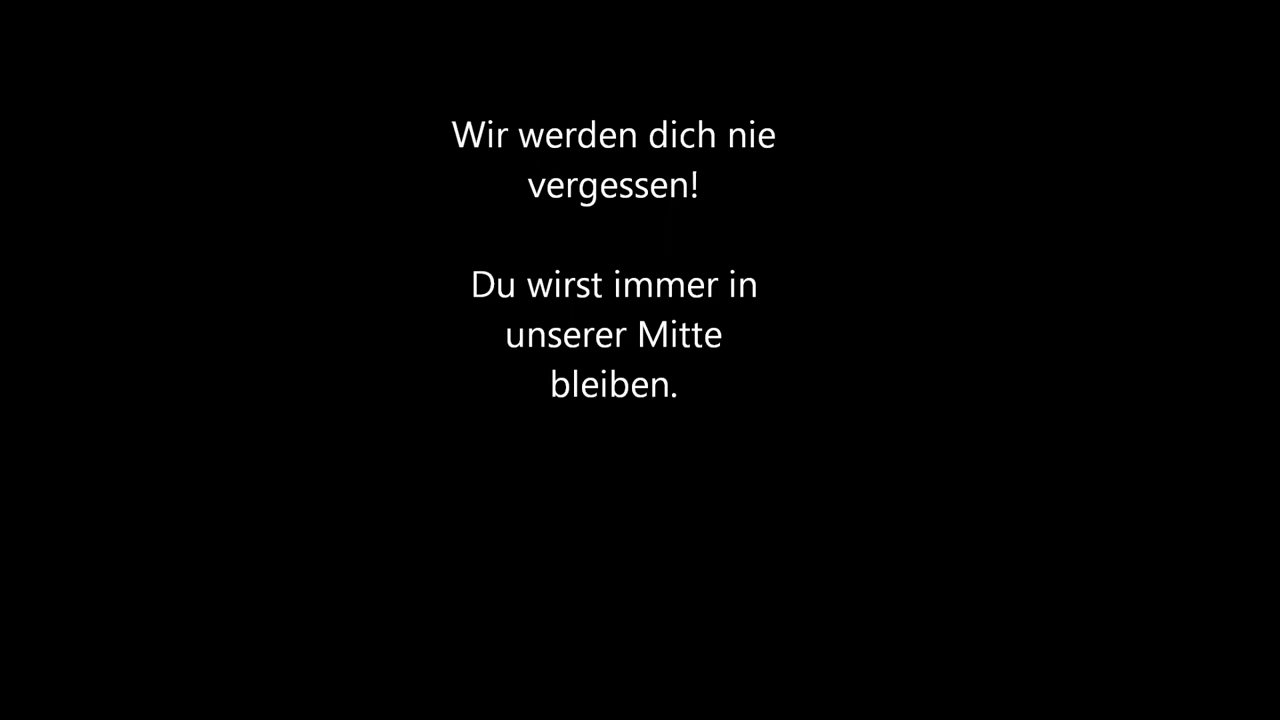 Wir werden dich nie
vergessen!
Du wirst immer in
unserer Mitte
bleiben.